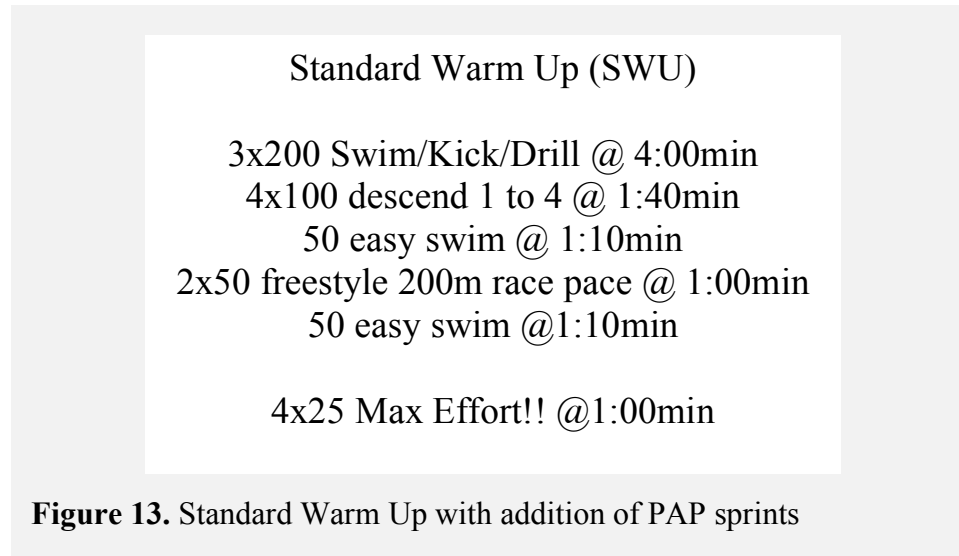 Standard Warm Up (SWU)
3x200 Swim/Kick/Drill @ 4:00min
4x100 descend 1 to 4 @ 1:40min
50 easy swim @ 1:10min
2x50 freestyle 200m race pace @ 1:00min
50 easy swim @1:10min
4x25 Max Effort!! @1:00min
Figure 13. Standard Warm Up with addition of PAP sprints